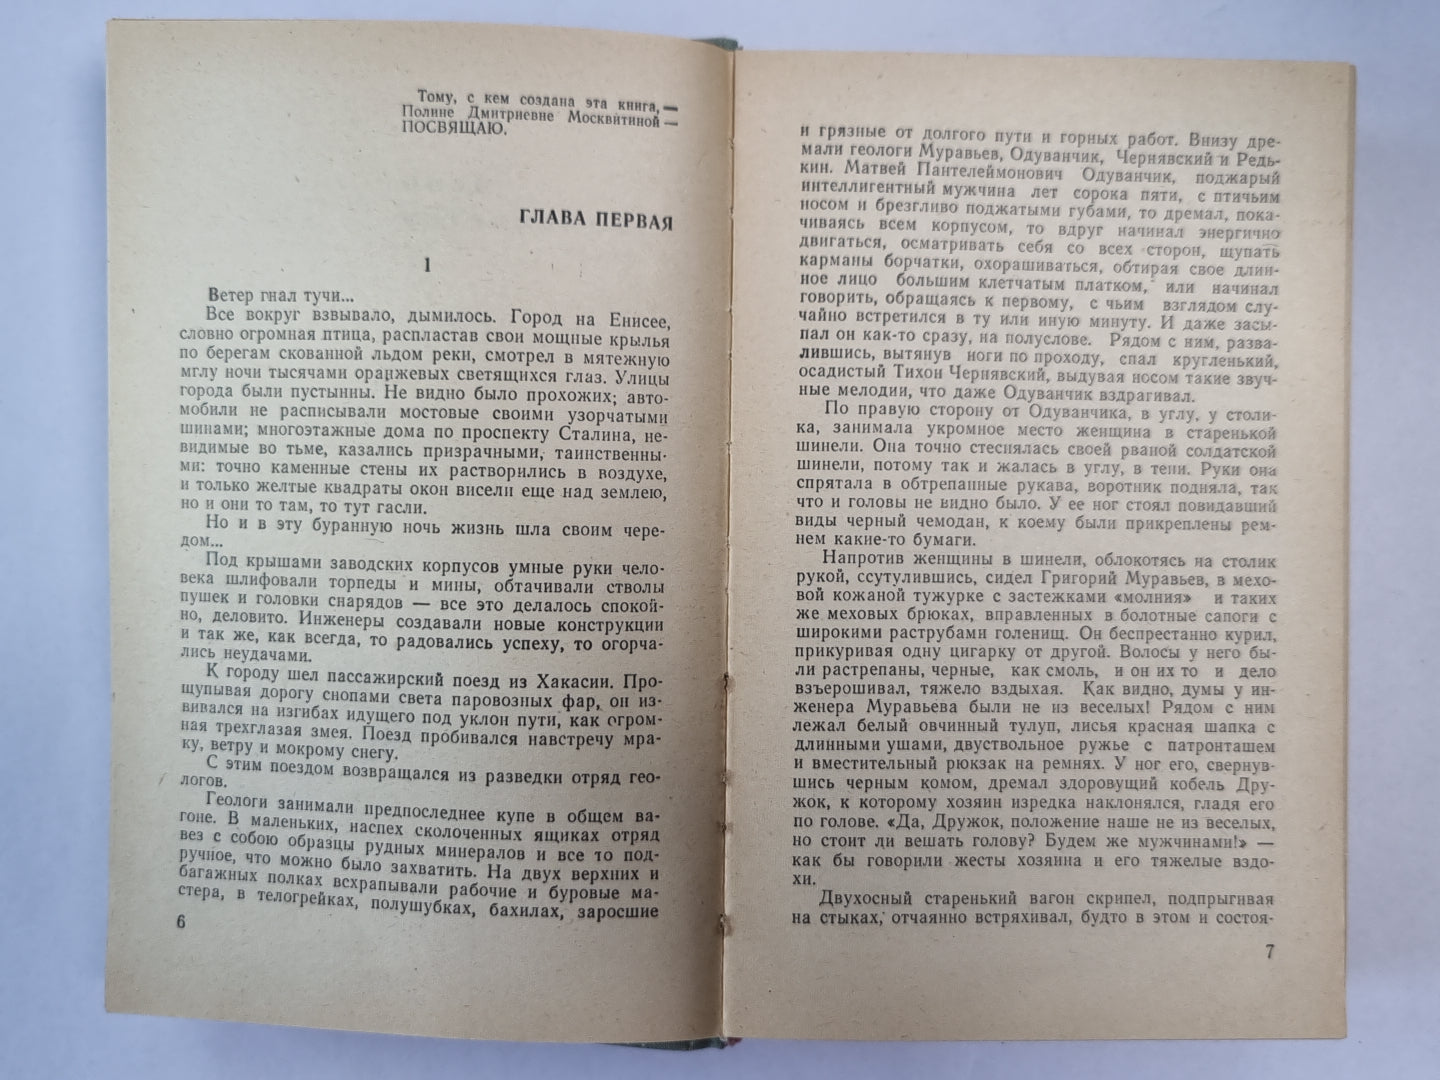 Тому, с кем создана эта книга,—
Полине Дмитриевне Москвитиной—
ПОСВЯЩАЮ.
ГЛАВА ПЕРВАЯ
1
Ветер гнал тучи...
Все вокруг взвывало, дымилось. Город на Енисее,
словно огромная птица, распластав свои мощные крылья
по берегам скованной льдом реки, смотрел в мятежную
мглу ночи тысячами оранжевых светящихся глаз. Улицы
города были пустынны. Не видно было прохожих; авто-
мобили не расписывали мостовые своими узорчатыми
шинами; многоэтажные дома по проспекту Сталина, не-
видимые во тьме, казались призрачными, таинственны-
ми: точно каменные стены их растворились в воздухе,
и только желтые квадраты окон висели еще над землею,
но и они то там, то тут гасли.
Но и в эту буранную ночь жизнь шла своим чере-
дом...
Под крышами заводских корпусов умные руки чело-
века шлифовали торпеды и мины, обтачивали стволы
пушек и головки снарядов — все это делалось спокой-
но, деловито. Инженеры создавали новые конструкции
и так же, как всегда, то радовались успеху, то огорча-
лись неудачами.
К городу шел пассажирский поезд из Хакасии. Про-
щупывая дорогу снопами света паровозных фар, он из-
вивался на изгибах идущего под уклон пути, как огром-
ная трехглазая змея. Поезд пробивался навстречу мра-
ку, ветру и мокрому снегу.
С этим поездом возвращался из разведки отряд гео-
логов.
Геологи занимали предпоследнее купе в общем ва-
гоне. В маленьких, наспех сколоченных ящиках отряд
вез с собою образцы рудных минералов и все то под-
ручное, что можно было захватить. На двух верхних и
багажных полках всхрапывали рабочие и буровые ма-
стера, в телогрейках, полушубках, бахилах, заросшие
6
и грязные от долгого пути и горных работ. Внизу дре-
мали геологи Муравьев, Одуванчик, Чернявский и Редь-
кин. Матвей Пантелеймонович Одуванчик, поджарый
интеллигентный мужчина лет сорока пяти, с птичьим
носом и брезгливо поджатыми губами, то дремал, пока-
чиваясь всем корпусом, то вдруг начинал энергично
двигаться, осматривать себя со всех сторон, щупать
карманы борчатки, охорашиваться, обтирая свое длин-
ное лицо большим клетчатым платком, или начинал
говорить, обращаясь к первому, с чьим взглядом слу-
чайно встретился в ту или иную минуту. И даже засы-
пал он как-то сразу, на полуслове. Рядом с ним, разва-
лившись, вытянув ноги по проходу, спал кругленький,
осадистый Тихон Чернявский, выдувая носом такие звуч-
ные мелодии, что даже Одуванчик вздрагивал.
По правую сторону от Одуванчика, в углу, у столи-
ка, занимала укромное место женщина в старенькой
шинели. Она точно стеснялась своей рваной солдатской
шинели, потому так и жалась в углу, в тени. Руки она
спрятала в обтрепанные рукава, воротник подняла, так
что и головы не видно было. У ее ног стоял повидавший
виды черный чемодан, к коему были прикреплены рем-
нем какие-то бумаги.
Напротив женщины в шинели, облокотясь на столик
рукой, ссутулившись, сидел Григорий Муравьев, в мехо-
вой кожаной тужурке с застежками «молния» и таких
же меховых брюках, вправленных в болотные сапоги с
широкими раструбами голенищ. Он беспрестанно курил,
прикуривая одну цигарку от другой. Волосы у него бы-
ли растрепаны, черные, как смоль, и он их то и дело
взъерошивал, тяжело вздыхая. Как видно, думы у ин-
женера Муравьева были не из веселых! Рядом с ним
лежал белый овчинный тулуп, лисья красная шапка с
длинными ушами, двуствольное ружье с патронташем
и вместительный рюкзак на ремнях. У ног его, сверну-
вшись черным комом, дремал здоровущий кобель Дру-
жок, к которому хозяин изредка наклонялся, гладя его
по голове. «Да, Дружок, положение наше не из веселых,
но стоит ли вешать голову? Будем же мужчинами!» —
как бы говорили жесты хозяина и его тяжелые вздо-
хи.
Двухосный старенький вагон скрипел, подпрыгивая
на стыках, отчаянно встряхивал, будто в этом и состоя-
7